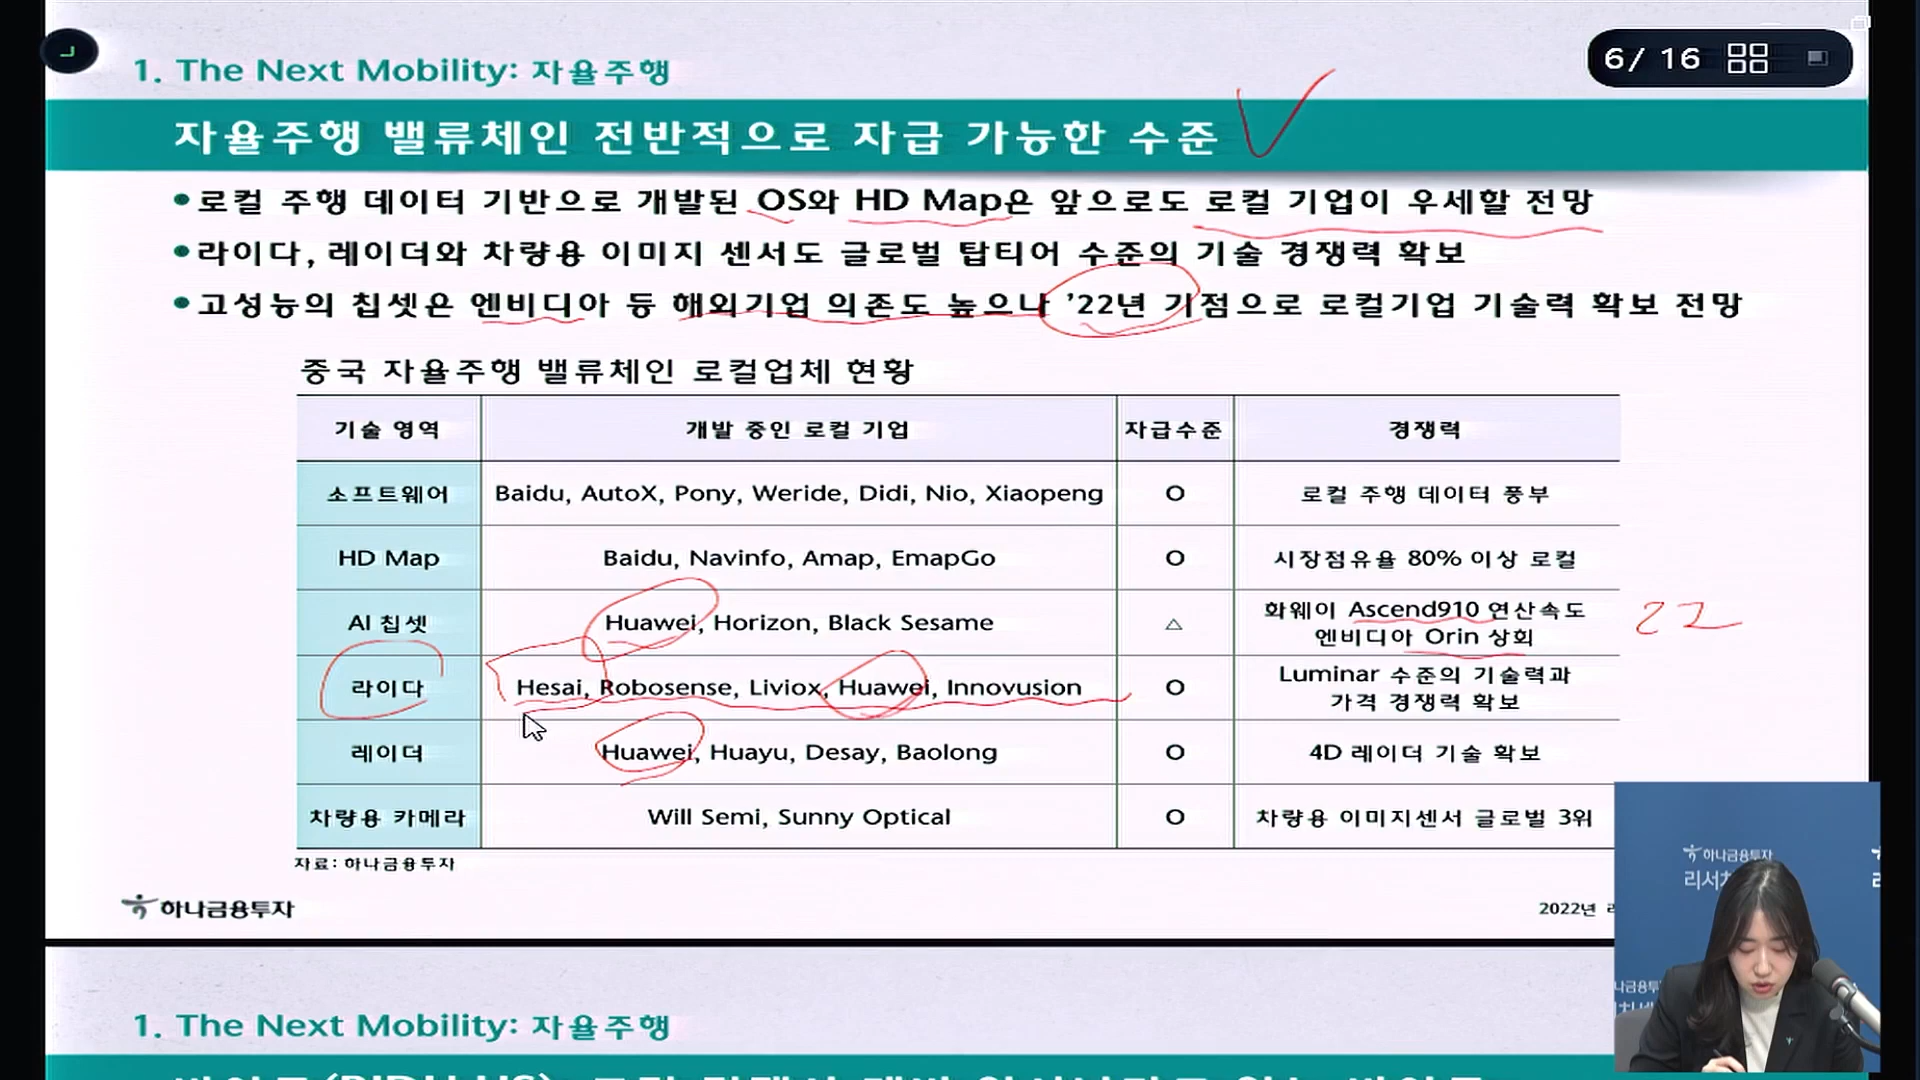 6/ 16
1. The Next Mobility: 자율주행
자율주행 밸류체인 전반적으로 자급 가능한 수준
•로컬 주행 데이터 기반으로 개발된 OS와 HD Map은 앞으로도 로컬 기업이 우세할 전망
•라이다, 레이더와 차량용 이미지 센서도 글로벌 탑티어 수준의 기술 경쟁력 확보
•고성능의 칩셋은 엔비디아 등 해외기업 의존도 높으나 '22년 기점으로 로컬기업 기술력 확보 전망
중국 자율주행 밸류체인 로컬업체 현황
기술 영역 개발 중인 로컬 기업 자급수준 경쟁력
소프트웨어 Baidu, AutoX, Pony, Weride, Didi, Nio, Xiaopeng O 로컬 주행 데이터 풍부
HD Map Baidu, Navinfo, Amap, EmapGo O 시장점유율 80% 이상 로컬
AI 칩셋 Huawei, Horizon, Black Sesame △ 화웨이 Ascend910 연산속도
엔비디아 Orin 상회
22
라이다 Hesai, Robosense, Liviox, Huawei, Innovusion O Luminar 수준의 기술력과
가격 경쟁력 확보
레이더 Huawei, Huayu, Desay, Baolong O 4D 레이더 기술 확보
차량용 카메라 Will Semi, Sunny Optical O 차량용 이미지센서 글로벌 3위
자료: 하나금융투자
하나금융투자
2022년
하나금융투자
1. The Next Mobility: 자율주행